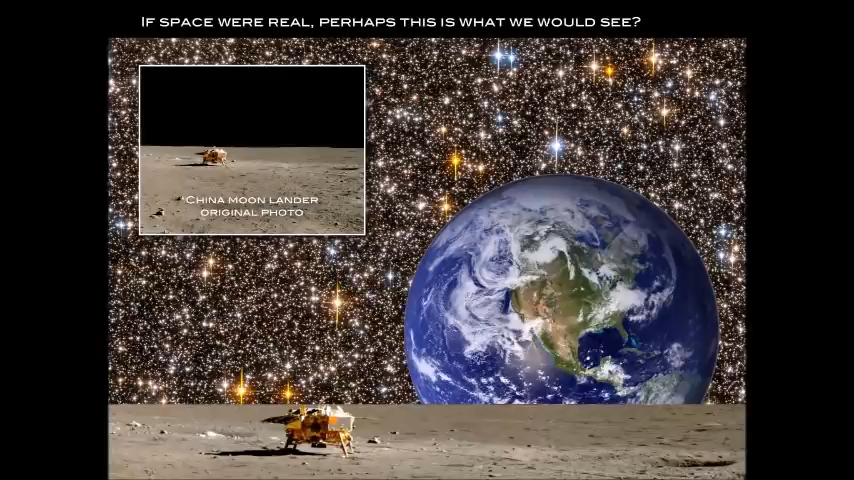 If space were real, perhaps this is what we would see?
*China moon lander
original photo